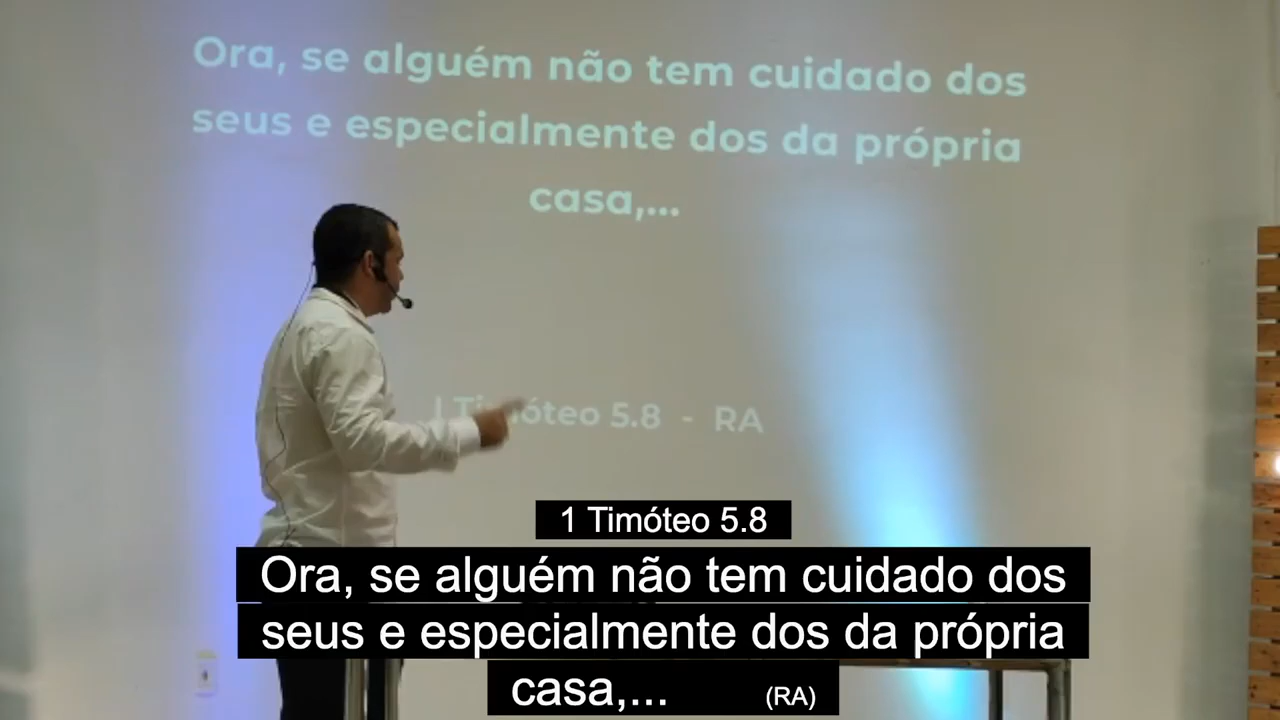 Ora, se alguém não tem cuidado dos
seus e especialmente dos da própria
casa,...
I Timóteo 5.8 - RA
1 Timóteo 5.8
Ora, se alguém não tem cuidado dos
seus e especialmente dos da própria
casa,... (RA)